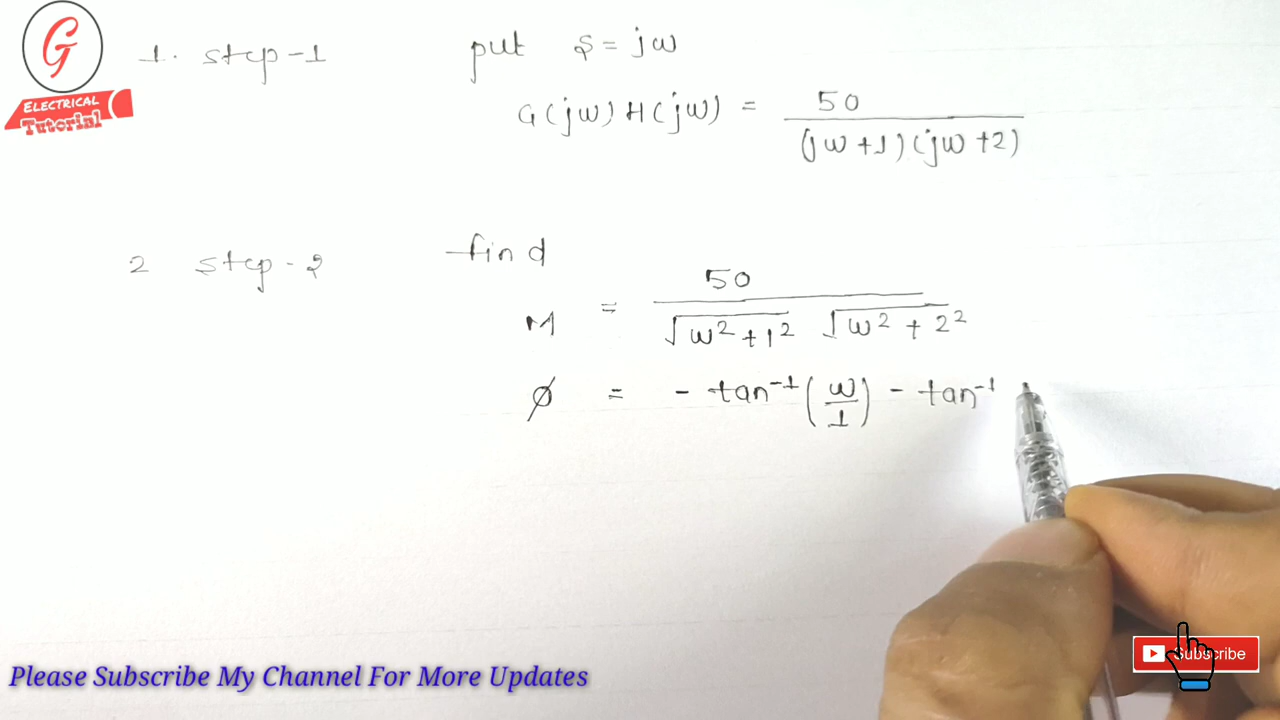 G
ELECTRICAL
Tutorial
1. step-1 put s = jω
G(jω) H(jω) = 50 / (jω+1)(jω+2)
2 step-2 find
M = 50 / √ω²+1² √ω²+2²
ϕ = - tan⁻¹(ω/1) - tan⁻¹
Subscribe
Please Subscribe My Channel For More Updates